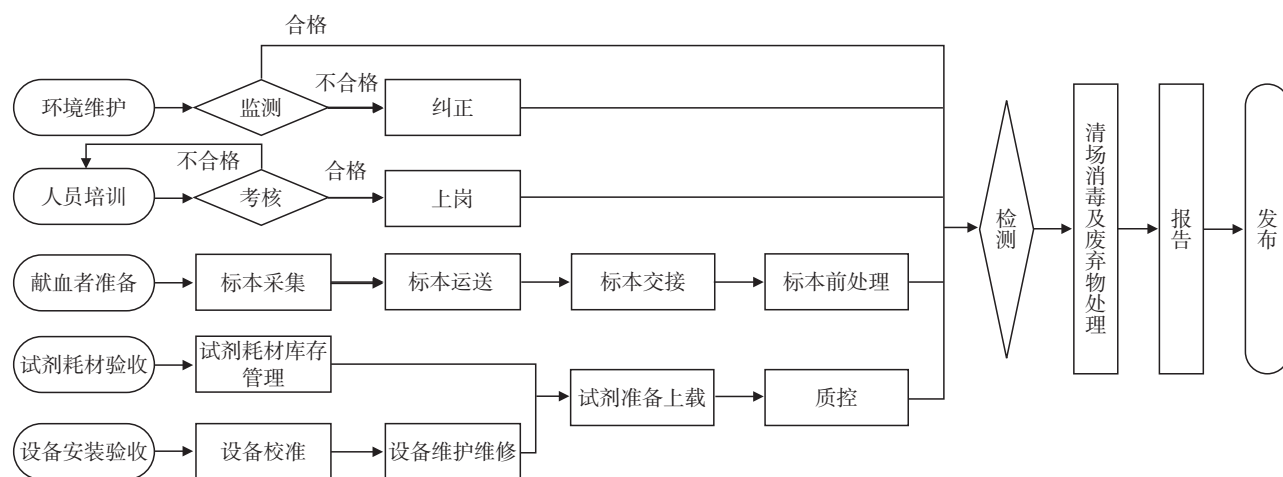 合格
环境维护
监测
不合格
纠正
人员培训
不合格
考核
合格
上岗
献血者准备
标本采集
标本运送
标本交接
标本前处理
试剂耗材验收
试剂耗材库存
管理
试剂准备上载
质控
设备安装验收
设备校准
设备维护维修
检测
清场消毒及废弃物处理
报告
发布